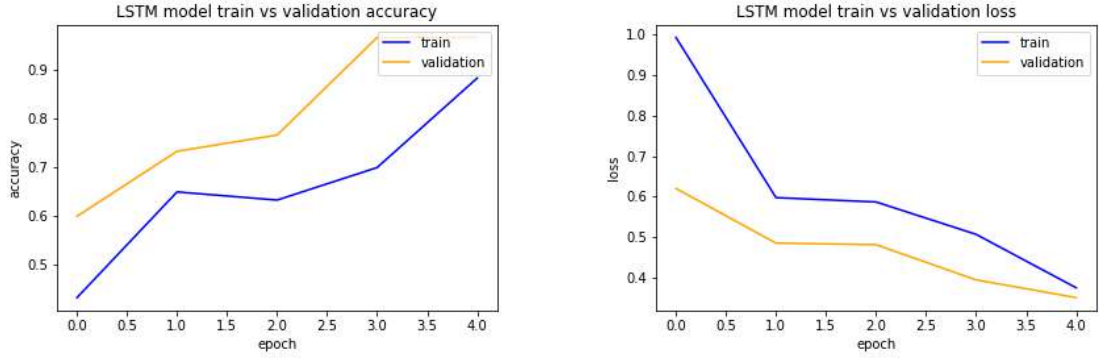 LSTM model train vs validation accuracy
train
validation
0.9
0.8
0.7
0.6
0.5
accuracy
0.0 0.5 1.0 1.5 2.0 2.5 3.0 3.5 4.0
epoch
LSTM model train vs validation loss
train
validation
1.0
0.9
0.8
0.7
0.6
0.5
0.4
loss
0.0 0.5 1.0 1.5 2.0 2.5 3.0 3.5 4.0
epoch